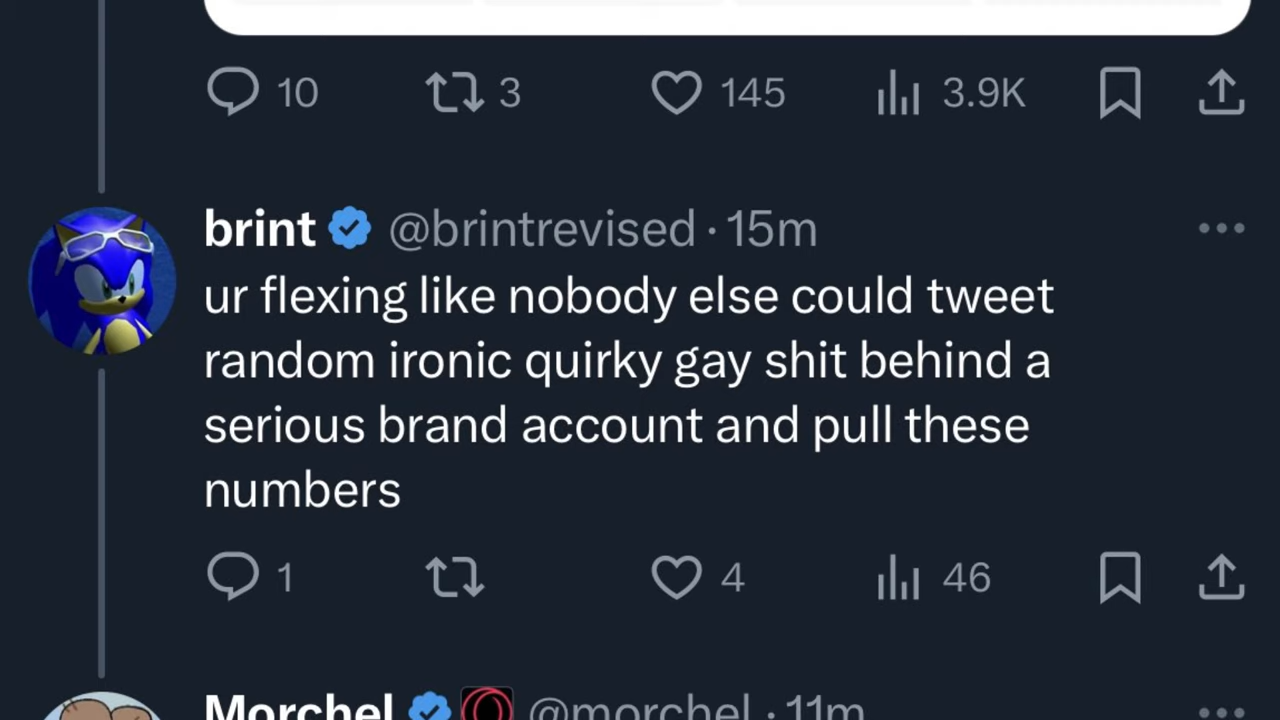 10 3 145 3.9K
brint @brintrevised · 15m
ur flexing like nobody else could tweet
random ironic quirky gay shit behind a
serious brand account and pull these
numbers
1 4 46
Morchel @morchel · 11m